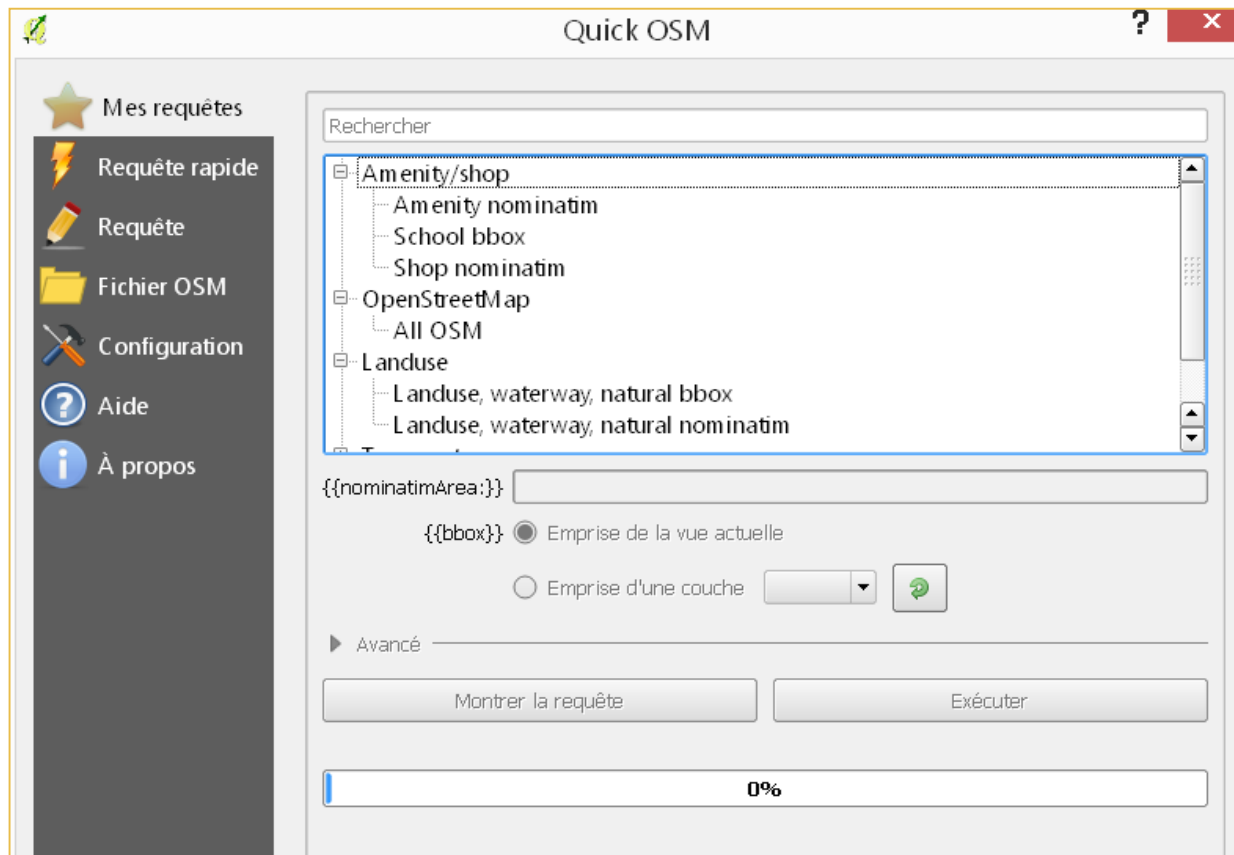 Quick OSM
?
x
Mes requêtes
Requête rapide
Requête
Fichier OSM
Configuration
Aide
À propos
Rechercher
Amenity/shop
Amenity nominatim
School bbox
Shop nominatim
OpenStreetMap
All OSM
Landuse
Landuse, waterway, natural bbox
Landuse, waterway, natural nominatim
{{nominatimArea:}}
{{bbox}} Emprise de la vue actuelle
Emprise d'une couche
Avancé
Montrer la requête
Exécuter
0%